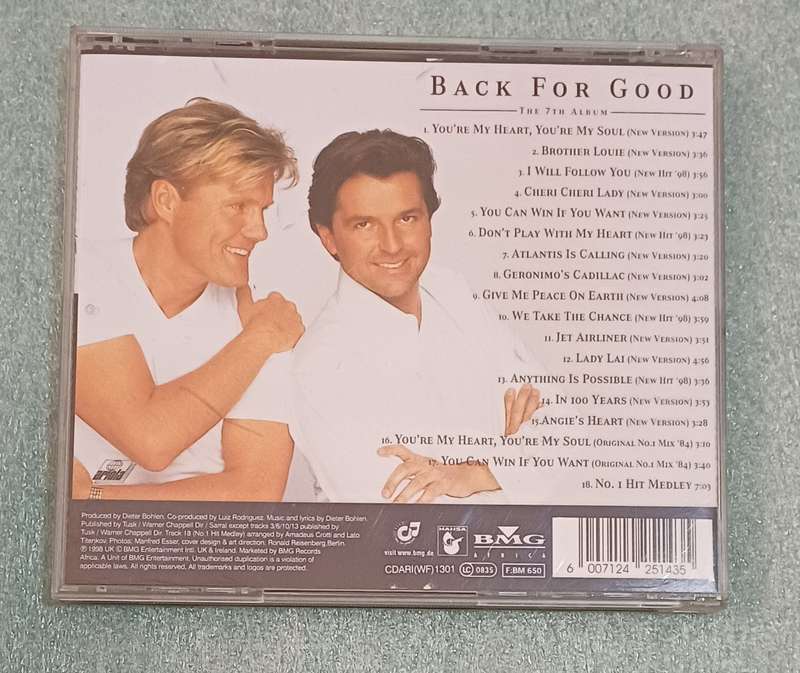 BACK FOR GOOD
THE 7TH ALBUM
1. YOU'RE MY HEART, YOU'RE MY SOUL (NEW VERSION) 3:47
2. BROTHER LOUIE (NEW VERSION) 3:36
3. I WILL FOLLOW YOU (NEW HIT '98) 3:56
4. CHERI CHERI LADY (NEW VERSION) 3:00
5. YOU CAN WIN IF YOU WANT (NEW VERSION) 3:25
6. DON'T PLAY WITH MY HEART (NEW HIT '98) 3:23
7. ATLANTIS IS CALLING (NEW VERSION) 3:20
8. GERONIMO'S CADILLAC (NEW VERSION) 3:02
9. GIVE ME PEACE ON EARTH (NEW VERSION) 4:08
10. WE TAKE THE CHANCE (NEW HIT '98) 3:59
11. JET AIRLINER (NEW VERSION) 3:51
12. LADY LAI (NEW VERSION) 4:56
13. ANYTHING IS POSSIBLE (NEW HIT '98) 3:36
14. IN 100 YEARS (NEW VERSION) 3:53
15. ANGIE'S HEART (NEW VERSION) 3:28
16. YOU'RE MY HEART, YOU'RE MY SOUL (ORIGINAL NO.1 MIX '84) 3:10
17. YOU CAN WIN IF YOU WANT (ORIGINAL NO.1 MIX '84) 3:40
18. NO. 1 HIT MEDLEY 7:03
ariola
Produced by Dieter Bohlen. Co-produced by Luiz Rodriguez. Music and lyrics by Dieter Bohlen.
Published by Tusk / Warner Chappell Dir / Sarral except tracks 3/6/10/13 published by
Tusk / Warner Chappell Dir. Track 18 (No.1 Hit Medley) arranged by Amadeus Crotti and Lalo
Titenkov. Photos: Manfred Esser, cover design & art direction: Ronald Reisenberg, Berlin.
℗ 1998 UK © BMG Entertainment Intl. UK & Ireland. Marketed by BMG Records
Africa. A Unit of BMG Entertainment. Unauthorised duplication is a violation of
applicable laws. All rights reserved. All trademarks and logos are protected.
visit www.bmg.de
HANSA
BMG
AFRICA
CDARI(WF)1301
LC 0835
F:BM 650
6 007124 251435